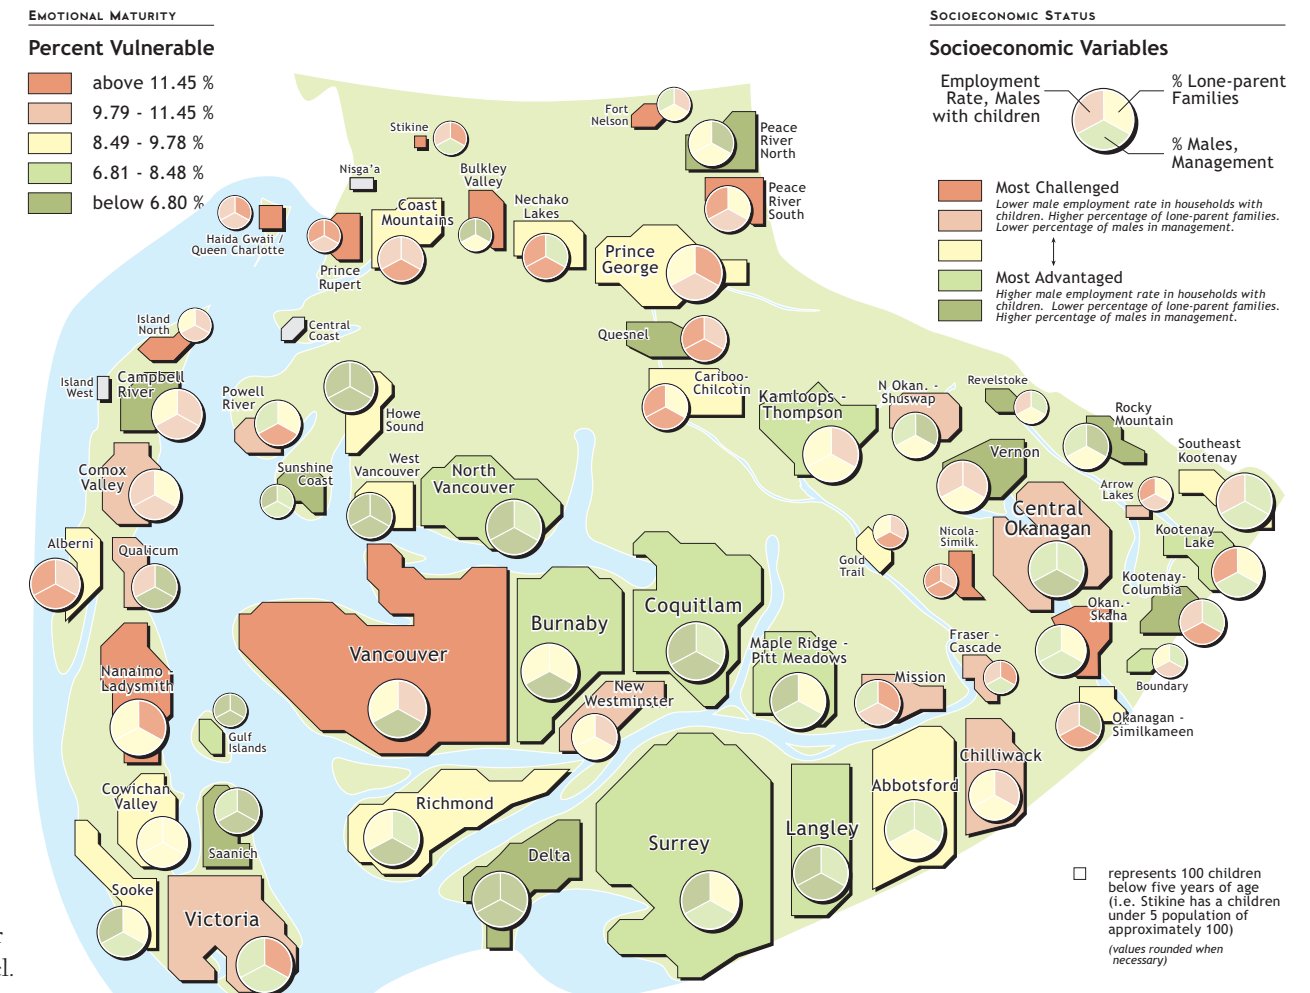 EMOTIONAL MATURITY
Percent Vulnerable
above 11.45 %
9.79 - 11.45 %
8.49 - 9.78 %
6.81 - 8.48 %
below 6.80 %
SOCIOECONOMIC STATUS
Socioeconomic Variables
Employment
Rate, Males
with children
% Lone-parent
Families
% Males,
Management
Most Challenged
Lower male employment rate in households with
children. Higher percentage of lone-parent families.
Lower percentage of males in management.
Most Advantaged
Higher male employment rate in households with
children. Lower percentage of lone-parent families.
Higher percentage of males in management.
Fort
Nelson
Stikine
Peace
River
North
Nisga'a
Bulkley
Valley
Peace
River
South
Coast
Mountains
Nechako
Lakes
Haida Gwaii /
Queen Charlotte
Prince
Rupert
Prince
George
Island
North
Central
Coast
Quesnel
Island
West
Campbell
River
Powell
River
Howe
Sound
Cariboo-
Chilcotin
Kamloops -
Thompson
N Okan. -
Shuswap
Revelstoke
Rocky
Mountain
Southeast
Kootenay
Comox
Valley
Sunshine
Coast
West
Vancouver
North
Vancouver
Vernon
Arrow
Lakes
Central
Okanagan
Alberni
Qualicum
Gold
Trail
Nicola-
Similk.
Kootenay
Lake
Kootenay-
Columbia
Okan.-
Skaha
Vancouver
Burnaby
Coquitlam
Maple Ridge -
Pitt Meadows
Fraser -
Cascade
Nanaimo -
Ladysmith
New
Westminster
Mission
Boundary
Gulf
Islands
Okanagan -
Similkameen
Chilliwack
Cowichan
Valley
Richmond
Abbotsford
Saanich
Delta
Surrey
Langley
Sooke
Victoria
represents 100 children
below five years of age
(i.e. Stikine has a children
under 5 population of
approximately 100)
(values rounded when
necessary)